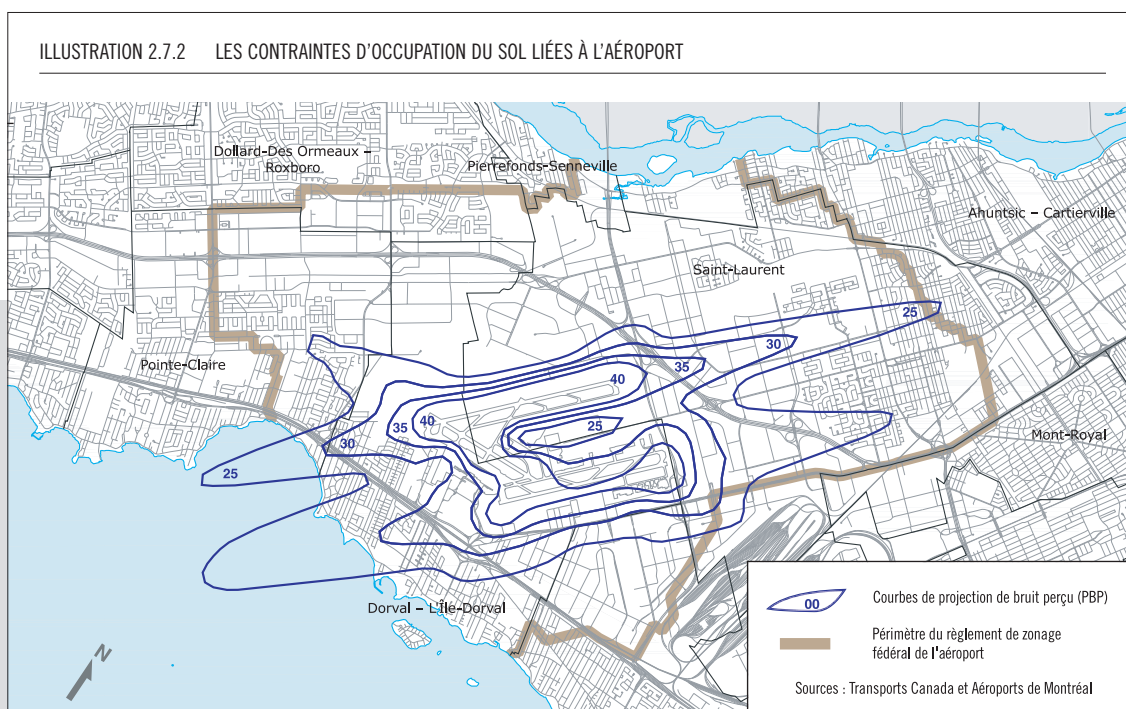 ILLUSTRATION 2.7.2 LES CONTRAINTES D'OCCUPATION DU SOL LIÉES À L'AÉROPORT
Dollard-Des Ormeaux –
Roxboro
Pierrefonds-Senneville
Ahuntsic – Cartierville
Saint-Laurent
25
30
Pointe-Claire
35
40
35
40
25
30
Mont-Royal
25
Dorval – L'Île-Dorval
00
Courbes de projection de bruit perçu (PBP)
Périmètre du règlement de zonage
fédéral de l'aéroport
N
Sources : Transports Canada et Aéroports de Montréal